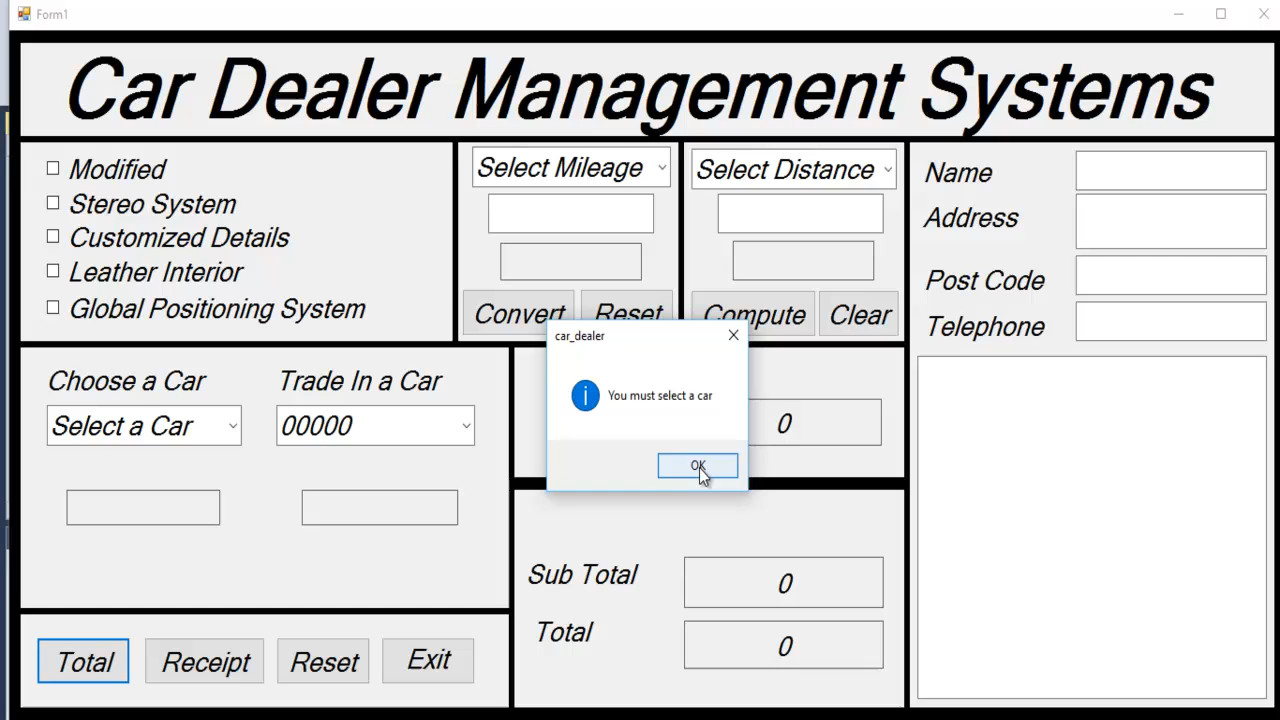 Form1
Car Dealer Management Systems
Modified
Stereo System
Customized Details
Leather Interior
Global Positioning System
Select Mileage
Convert
Reset
Select Distance
Compute
Clear
Name
Address
Post Code
Telephone
Choose a Car
Trade In a Car
Select a Car
00000
car_dealer
You must select a car
OK
0
Sub Total
0
Total
0
Total
Receipt
Reset
Exit